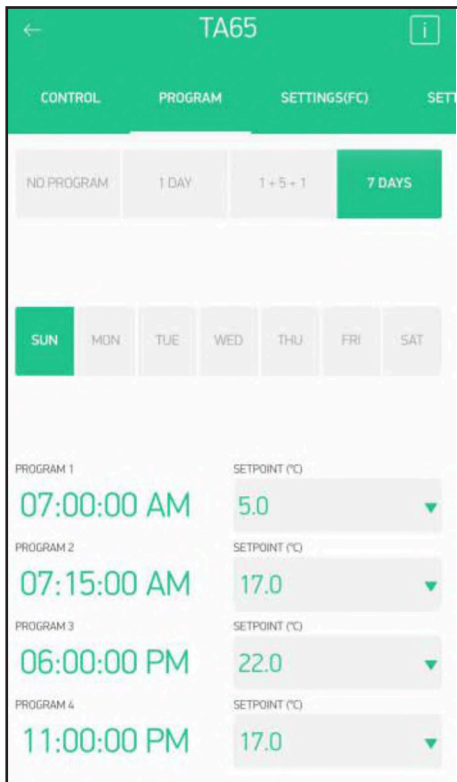 ← TA65 i
CONTROL PROGRAM SETTINGS(FC) SETT
NO PROGRAM 1 DAY 1 + 5 + 1 7 DAYS
SUN MON TUE WED THU FRI SAT
PROGRAM 1 SETPOINT (°C)
07:00:00 AM 5.0 ▼
PROGRAM 2 SETPOINT (°C)
07:15:00 AM 17.0 ▼
PROGRAM 3 SETPOINT (°C)
06:00:00 PM 22.0 ▼
PROGRAM 4 SETPOINT (°C)
11:00:00 PM 17.0 ▼